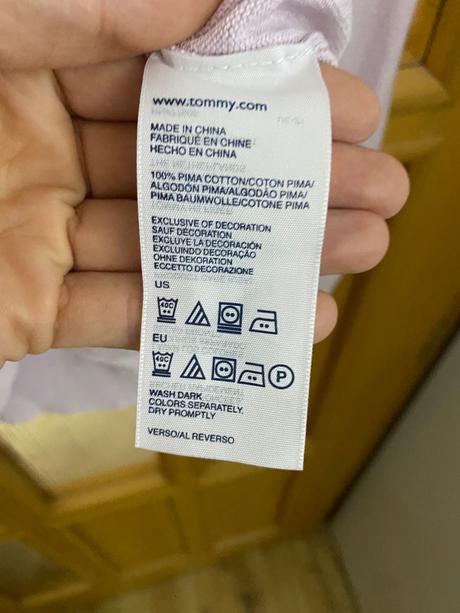 www.tommy.com
MADE IN CHINA
FABRIQUÉ EN CHINE
HECHO EN CHINA
100% PIMA COTTON/COTON PIMA/
ALGODÓN PIMA/ALGODÃO PIMA/
PIMA BAUMWOLLE/COTONE PIMA
EXCLUSIVE OF DECORATION
SAUF DÉCORATION
EXCLUYE LA DECORACIÓN
EXCLUINDO DECORAÇÃO
OHNE DEKORATION
ECCETTO DECORAZIONE
US
40C
EU
40C P
WASH DARK
COLORS SEPARATELY,
DRY PROMPTLY
VERSO/AL REVERSO